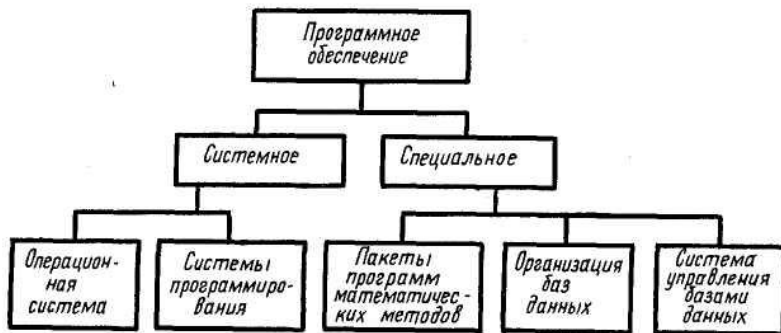 Программное
обеспечение
Системное
Специальное
Операцион-
ная
система
Системы
программиро-
вания
Пакеты
программ
математичес-
ких методов
Организация
баз
данных
Система
управления
базами
данных